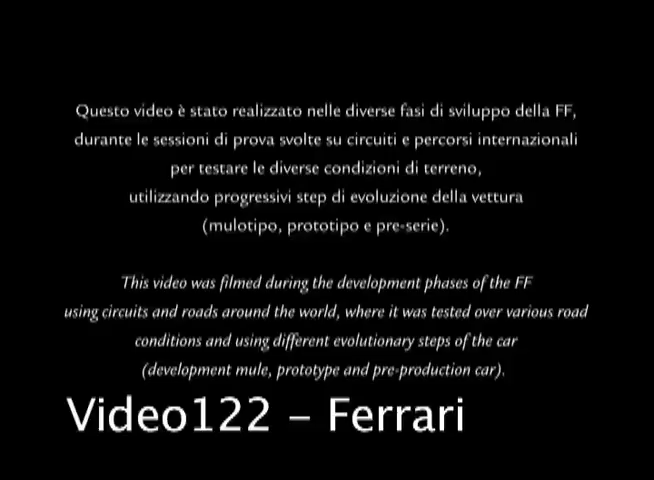 Questo video è stato realizzato nelle diverse fasi di sviluppo della FF,
durante le sessioni di prova svolte su circuiti e percorsi internazionali
per testare le diverse condizioni di terreno,
utilizzando progressivi step di evoluzione della vettura
(mulotipo, prototipo e pre-serie).
This video was filmed during the development phases of the FF
using circuits and roads around the world, where it was tested over various road
conditions and using different evolutionary steps of the car
(development mule, prototype and pre-production car).
Video122 – Ferrari